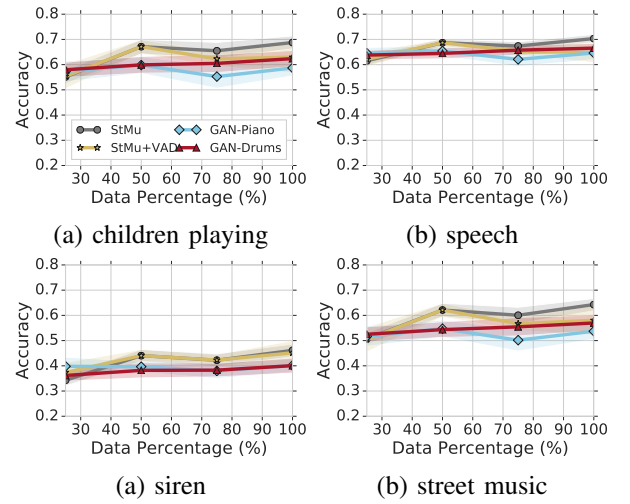 0.8
0.7
0.6
0.5
0.4
0.3
0.2
Accuracy
StMu
StMu+VAD
GAN-Piano
GAN-Drums
30 40 50 60 70 80 90 100
Data Percentage (%)
(a) children playing
0.8
0.7
0.6
0.5
0.4
0.3
0.2
Accuracy
30 40 50 60 70 80 90 100
Data Percentage (%)
(b) speech
0.8
0.7
0.6
0.5
0.4
0.3
0.2
Accuracy
30 40 50 60 70 80 90 100
Data Percentage (%)
(a) siren
0.8
0.7
0.6
0.5
0.4
0.3
0.2
Accuracy
30 40 50 60 70 80 90 100
Data Percentage (%)
(b) street music